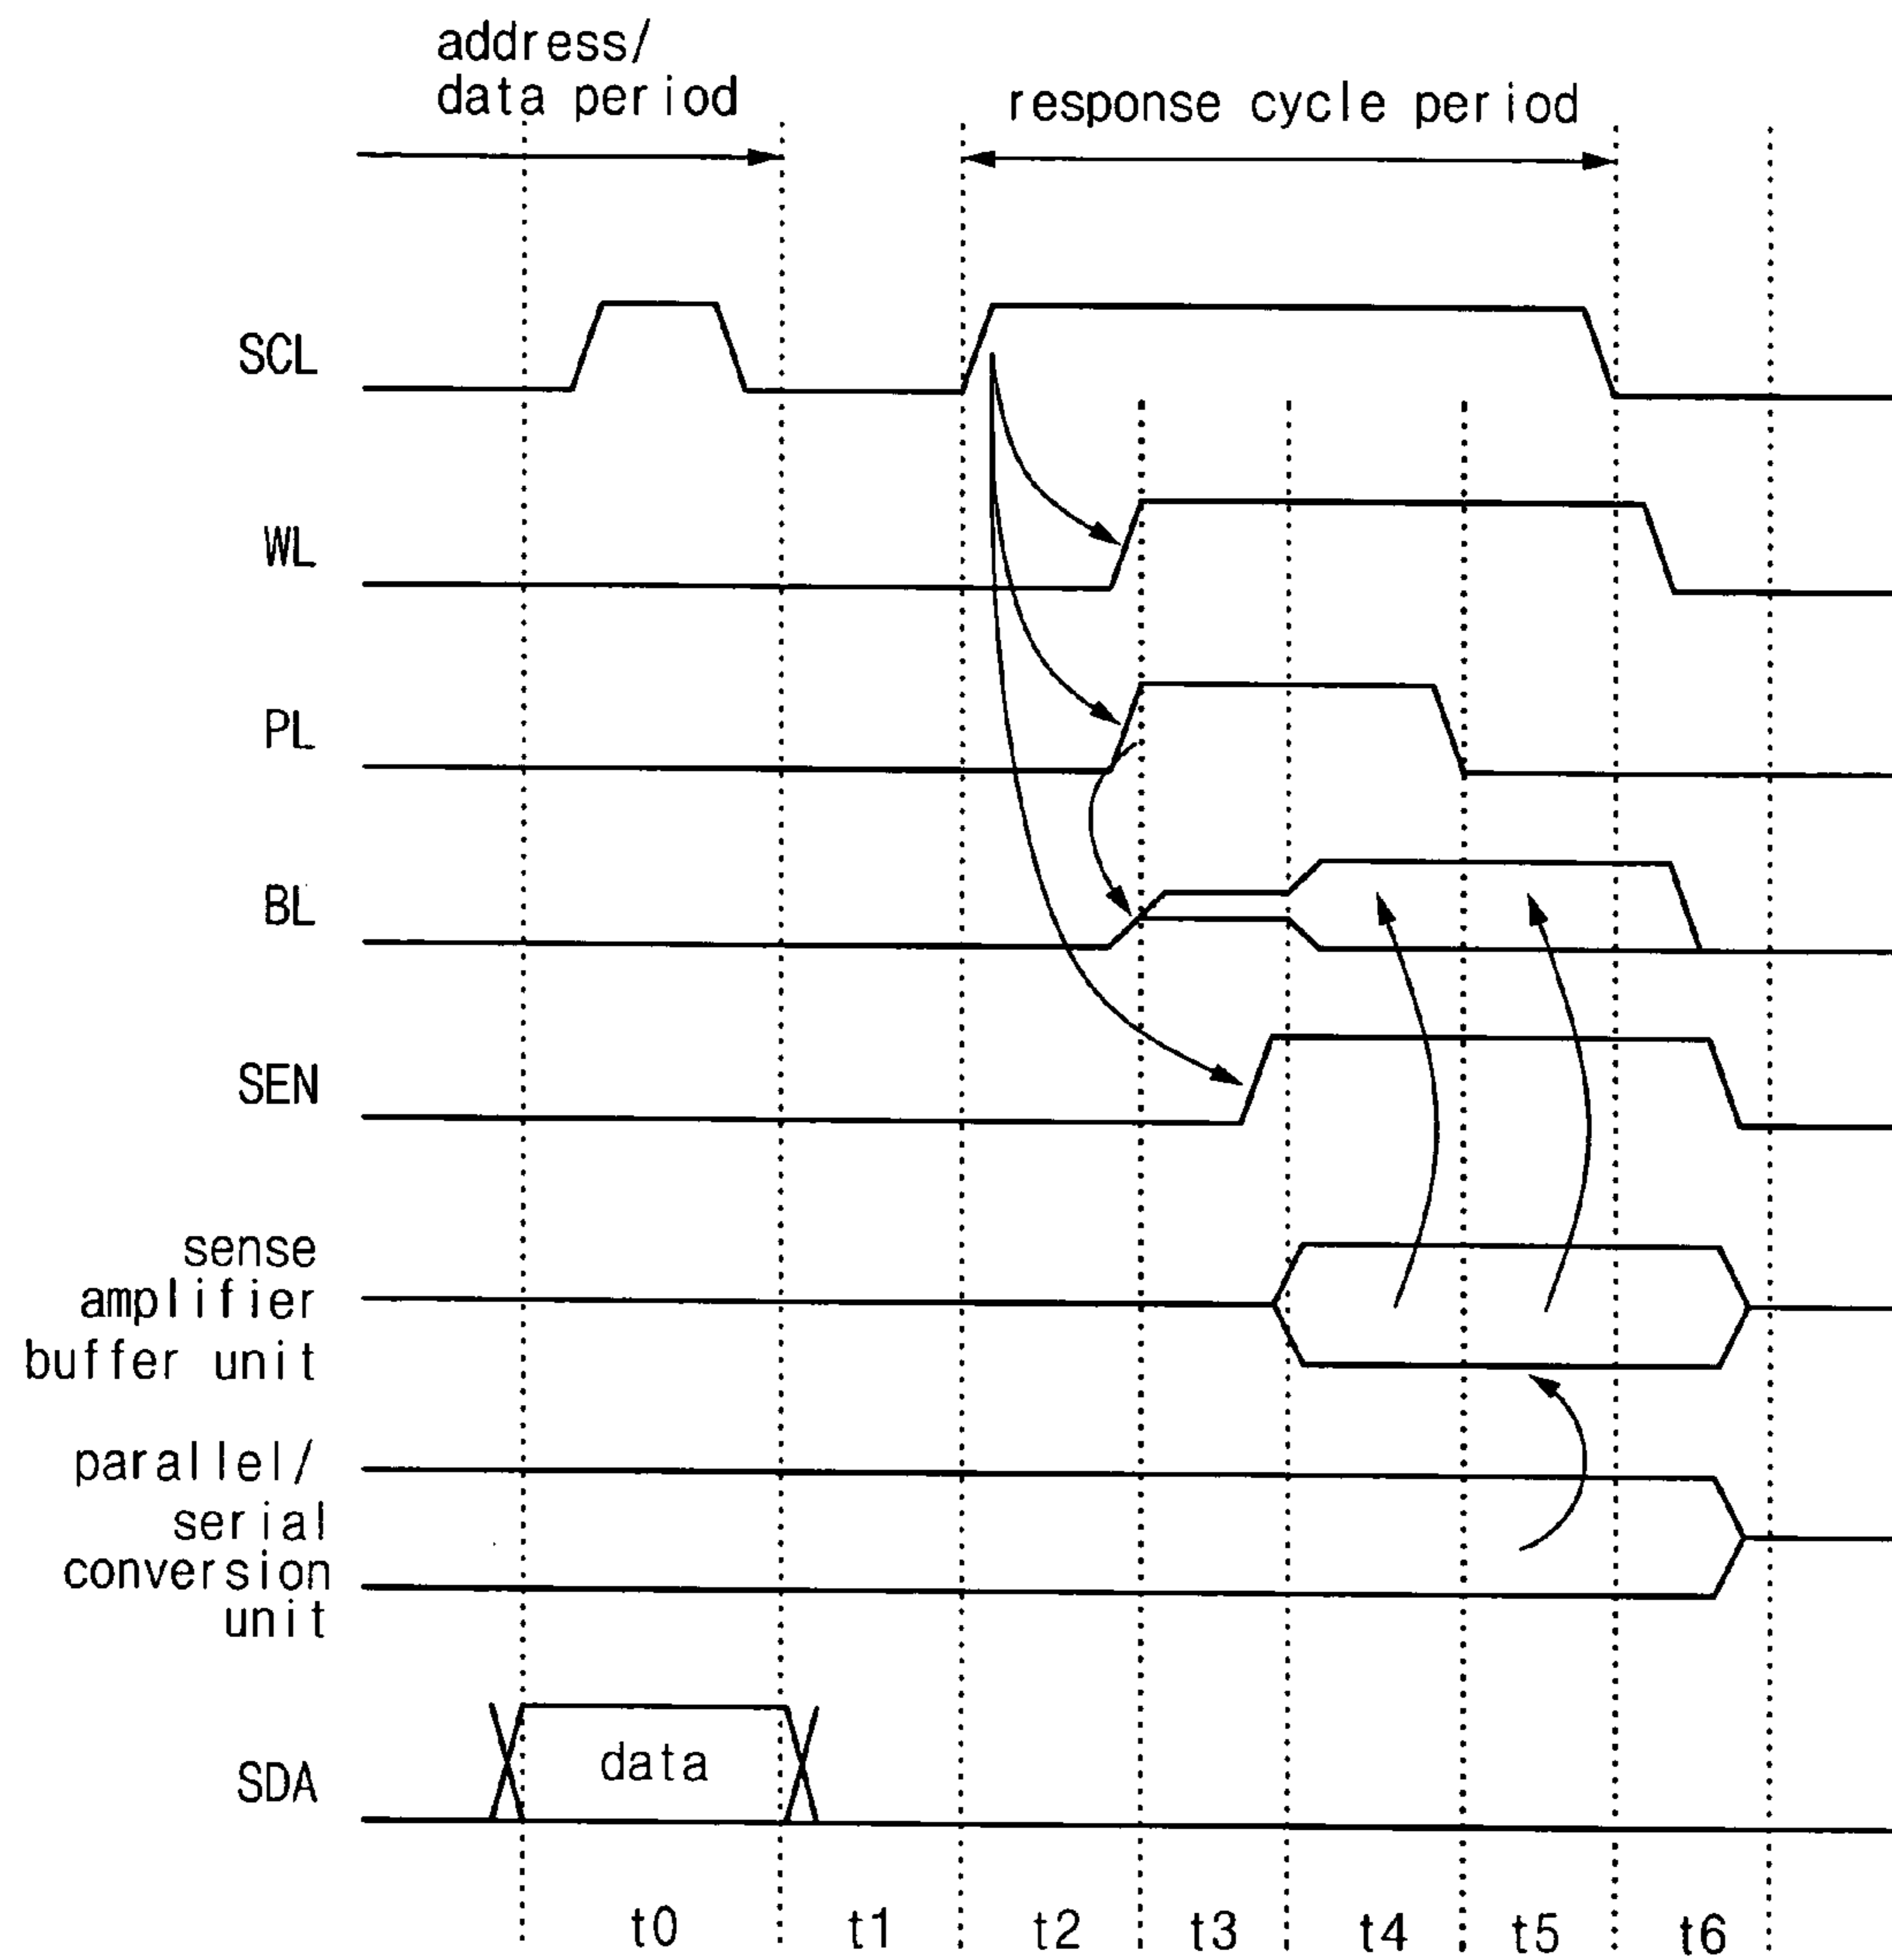 address/
data period
response cycle period
SCL
WL
PL
BL
SEN
sense
amplifier
buffer unit
parallel/
serial
conversion
unit
SDA
data
t0 t1 t2 t3 t4 t5 t6